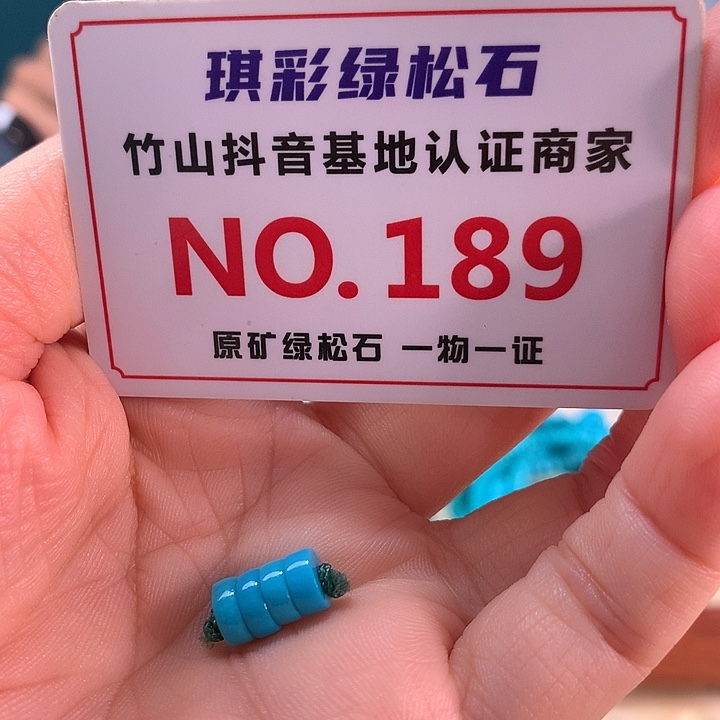 琪彩绿松石
竹山抖音基地认证商家
NO.189
原矿绿松石 一物一证